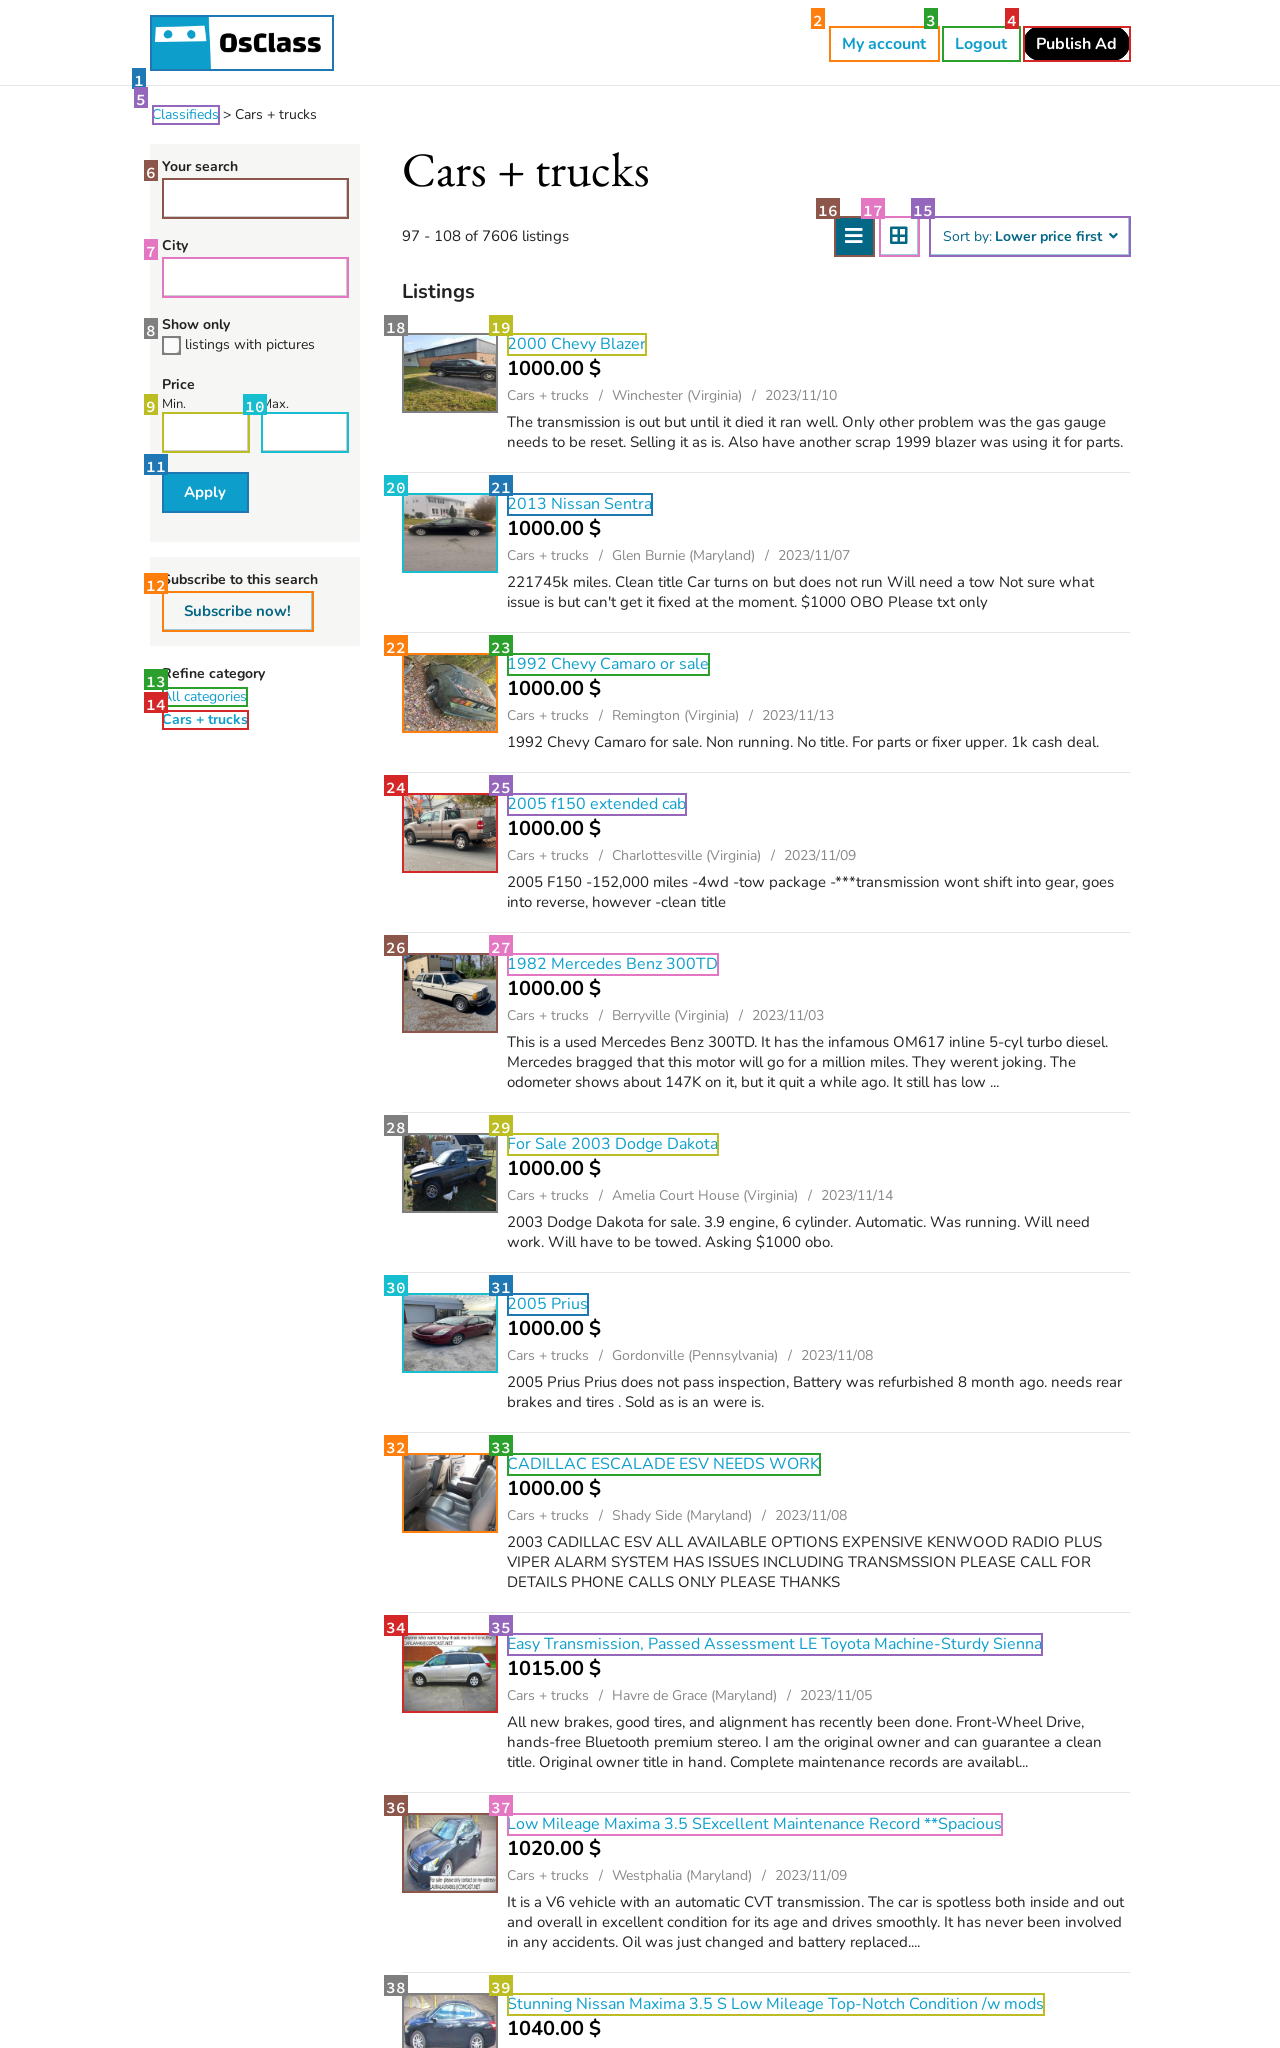 OsClass
1
2
My account
3
Logout
4
Publish Ad
5
Classifieds > Cars + trucks
6
Your search
7
City
8
Show only
listings with pictures
Price
9
Min.
10
Max.
11
Apply
12
Subscribe to this search
Subscribe now!
Refine category
13
All categories
14
Cars + trucks
Cars + trucks
97 - 108 of 7606 listings
16
17
15
Sort by: Lower price first
Listings
18
19
2000 Chevy Blazer
1000.00 $
Cars + trucks / Winchester (Virginia) / 2023/11/10
The transmission is out but until it died it ran well. Only other problem was the gas gauge
needs to be reset. Selling it as is. Also have another scrap 1999 blazer was using it for parts.
20
21
2013 Nissan Sentra
1000.00 $
Cars + trucks / Glen Burnie (Maryland) / 2023/11/07
221745k miles. Clean title Car turns on but does not run Will need a tow Not sure what
issue is but can't get it fixed at the moment. $1000 OBO Please txt only
22
23
1992 Chevy Camaro or sale
1000.00 $
Cars + trucks / Remington (Virginia) / 2023/11/13
1992 Chevy Camaro for sale. Non running. No title. For parts or fixer upper. 1k cash deal.
24
25
2005 f150 extended cab
1000.00 $
Cars + trucks / Charlottesville (Virginia) / 2023/11/09
2005 F150 -152,000 miles -4wd -tow package -***transmission wont shift into gear, goes
into reverse, however -clean title
26
27
1982 Mercedes Benz 300TD
1000.00 $
Cars + trucks / Berryville (Virginia) / 2023/11/03
This is a used Mercedes Benz 300TD. It has the infamous OM617 inline 5-cyl turbo diesel.
Mercedes bragged that this motor will go for a million miles. They werent joking. The
odometer shows about 147K on it, but it quit a while ago. It still has low ...
28
29
For Sale 2003 Dodge Dakota
1000.00 $
Cars + trucks / Amelia Court House (Virginia) / 2023/11/14
2003 Dodge Dakota for sale. 3.9 engine, 6 cylinder. Automatic. Was running. Will need
work. Will have to be towed. Asking $1000 obo.
30
31
2005 Prius
1000.00 $
Cars + trucks / Gordonville (Pennsylvania) / 2023/11/08
2005 Prius Prius does not pass inspection, Battery was refurbished 8 month ago. needs rear
brakes and tires . Sold as is an were is.
32
33
CADILLAC ESCALADE ESV NEEDS WORK
1000.00 $
Cars + trucks / Shady Side (Maryland) / 2023/11/08
2003 CADILLAC ESV ALL AVAILABLE OPTIONS EXPENSIVE KENWOOD RADIO PLUS
VIPER ALARM SYSTEM HAS ISSUES INCLUDING TRANSMSSION PLEASE CALL FOR
DETAILS PHONE CALLS ONLY PLEASE THANKS
34
35
Easy Transmission, Passed Assessment LE Toyota Machine-Sturdy Sienna
1015.00 $
Cars + trucks / Havre de Grace (Maryland) / 2023/11/05
All new brakes, good tires, and alignment has recently been done. Front-Wheel Drive,
hands-free Bluetooth premium stereo. I am the original owner and can guarantee a clean
title. Original owner title in hand. Complete maintenance records are availabl...
36
37
Low Mileage Maxima 3.5 SExcellent Maintenance Record **Spacious
1020.00 $
Cars + trucks / Westphalia (Maryland) / 2023/11/09
It is a V6 vehicle with an automatic CVT transmission. The car is spotless both inside and out
and overall in excellent condition for its age and drives smoothly. It has never been involved
in any accidents. Oil was just changed and battery replaced....
38
39
Stunning Nissan Maxima 3.5 S Low Mileage Top-Notch Condition /w mods
1040.00 $